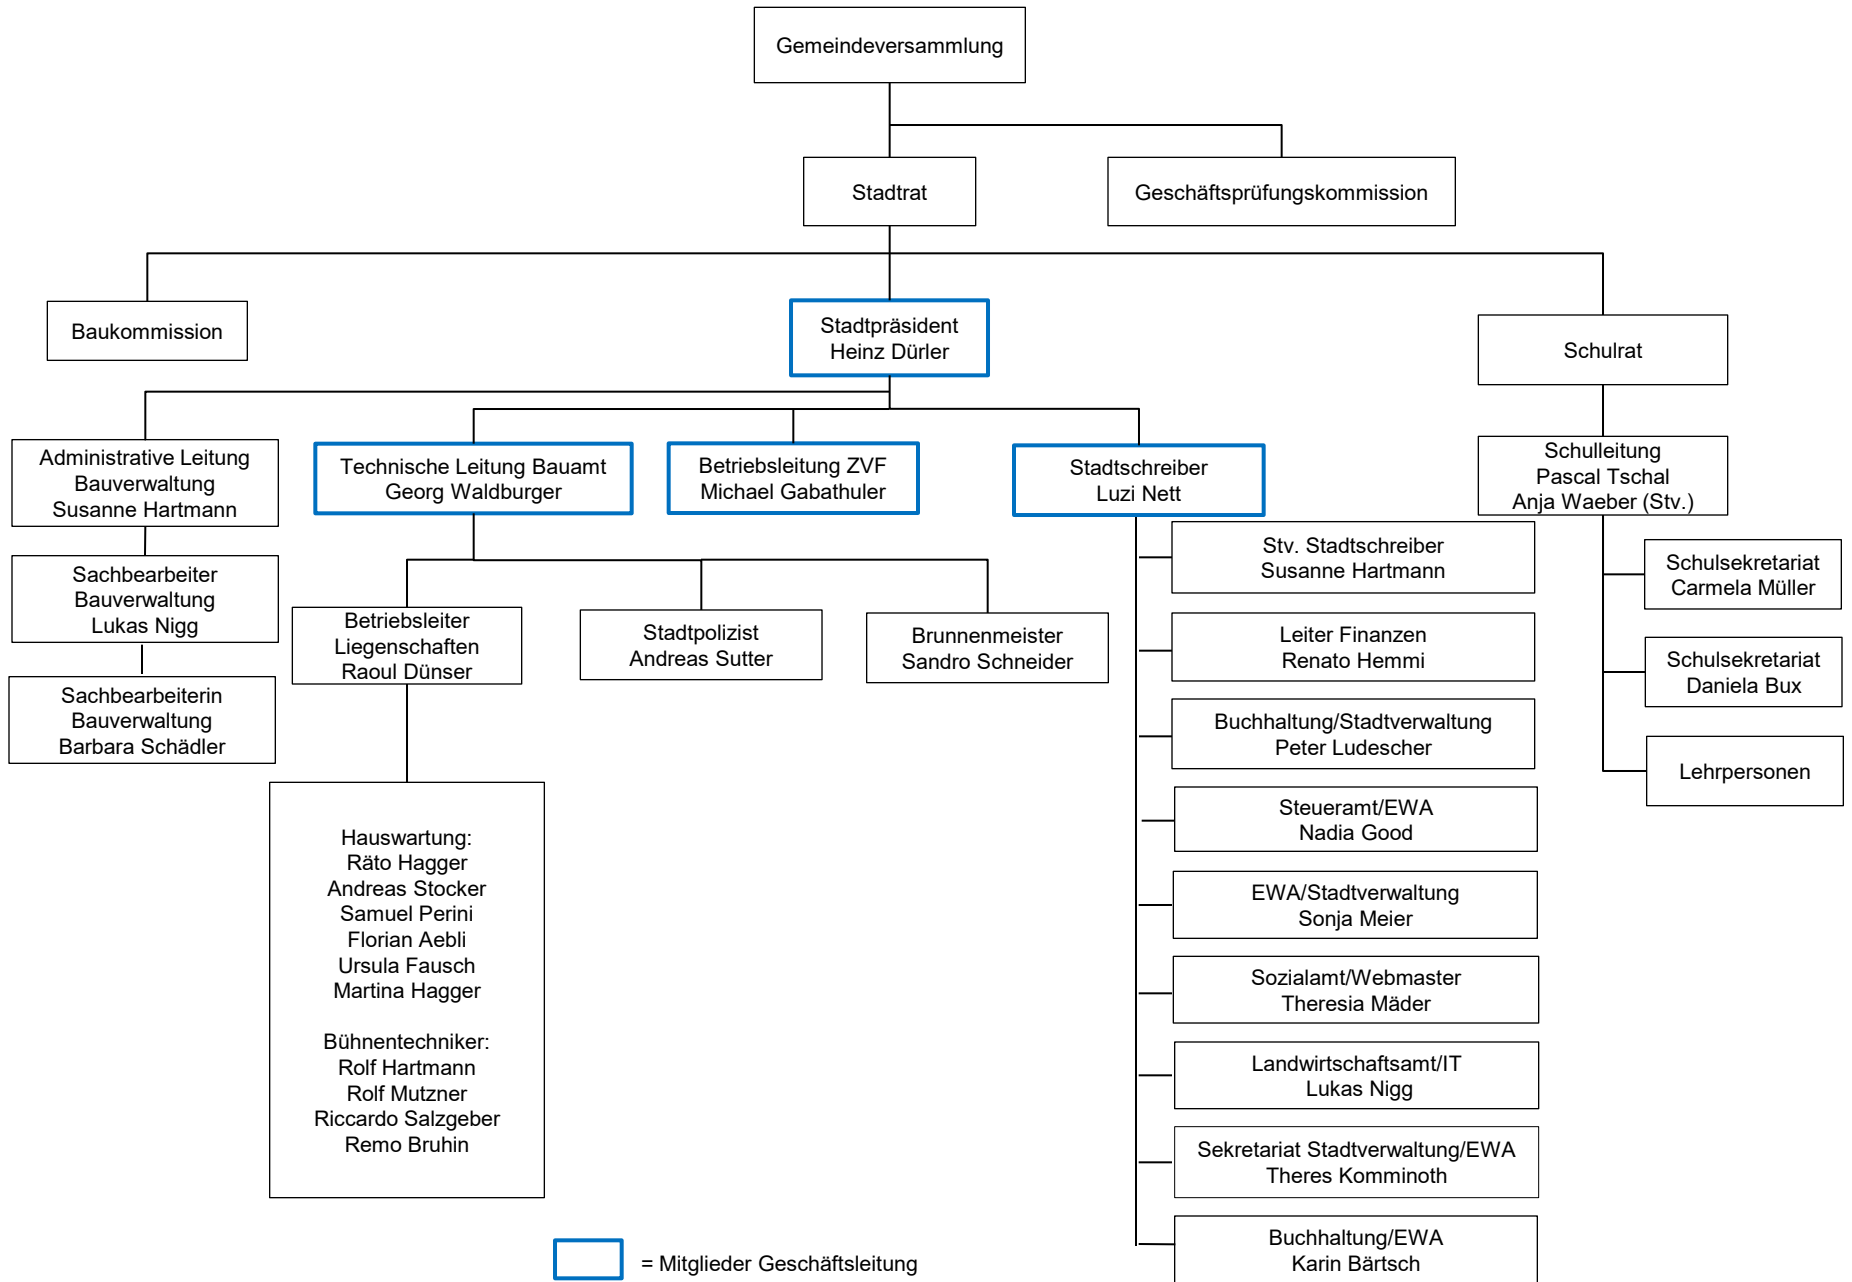 Gemeindeversammlung
Stadtrat
Geschäftsprüfungskommission
Baukommission
Stadtpräsident
Heinz Dürler
Schulrat
Administrative Leitung
Bauverwaltung
Susanne Hartmann
Technische Leitung Bauamt
Georg Waldburger
Betriebsleitung ZVF
Michael Gabathuler
Stadtschreiber
Luzi Nett
Schulleitung
Pascal Tschal
Anja Waeber (Stv.)
Sachbearbeiter
Bauverwaltung
Lukas Nigg
Sachbearbeiterin
Bauverwaltung
Barbara Schädler
Betriebsleiter
Liegenschaften
Raoul Dünser
Stadtpolizist
Andreas Sutter
Brunnenmeister
Sandro Schneider
Hauswartung:
Räto Hagger
Andreas Stocker
Samuel Perini
Florian Aebli
Ursula Fausch
Martina Hagger
Bühnentechniker:
Rolf Hartmann
Rolf Mutzner
Riccardo Salzgeber
Remo Bruhin
Stv. Stadtschreiber
Susanne Hartmann
Leiter Finanzen
Renato Hemmi
Buchhaltung/Stadtverwaltung
Peter Ludescher
Steueramt/EWA
Nadia Good
EWA/Stadtverwaltung
Sonja Meier
Sozialamt/Webmaster
Theresia Mäder
Landwirtschaftsamt/IT
Lukas Nigg
Sekretariat Stadtverwaltung/EWA
Theres Komminoth
Buchhaltung/EWA
Karin Bärtsch
Schulsekretariat
Carmela Müller
Schulsekretariat
Daniela Bux
Lehrpersonen
= Mitglieder Geschäftsleitung